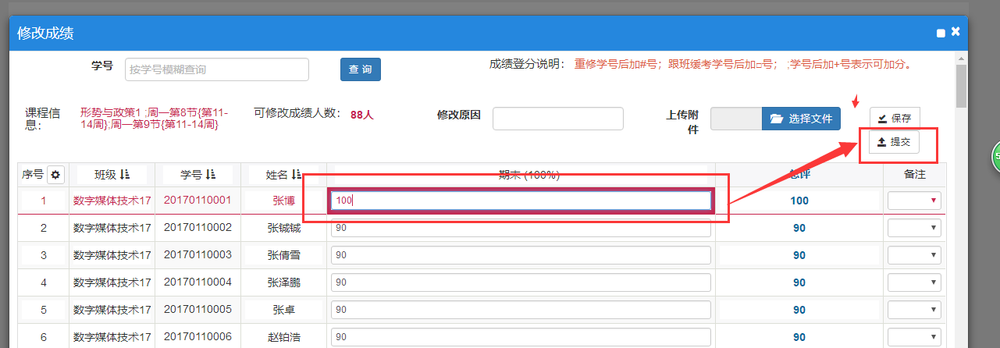 修改成绩
学号 按学号模糊查询 查 询 成绩登分说明： 重修学号后加#号；跟班缓考学号后加□号； ;学号后加+号表示可加分。
课程信息： 形势与政策1 ;周一第8节{第11-14周};周一第9节{第11-14周} 可修改成绩人数： 88人 修改原因 上传附件 选择文件 保存
提交
序号 班级 学号 姓名 期末 (100%) 总评 备注
1 数字媒体技术17 20170110001 张博 100 100
2 数字媒体技术17 20170110002 张铖铖 90 90
3 数字媒体技术17 20170110003 张倩雪 90 90
4 数字媒体技术17 20170110004 张泽鹏 90 90
5 数字媒体技术17 20170110005 张卓 90 90
6 数字媒体技术17 20170110006 赵铂浩 90 90